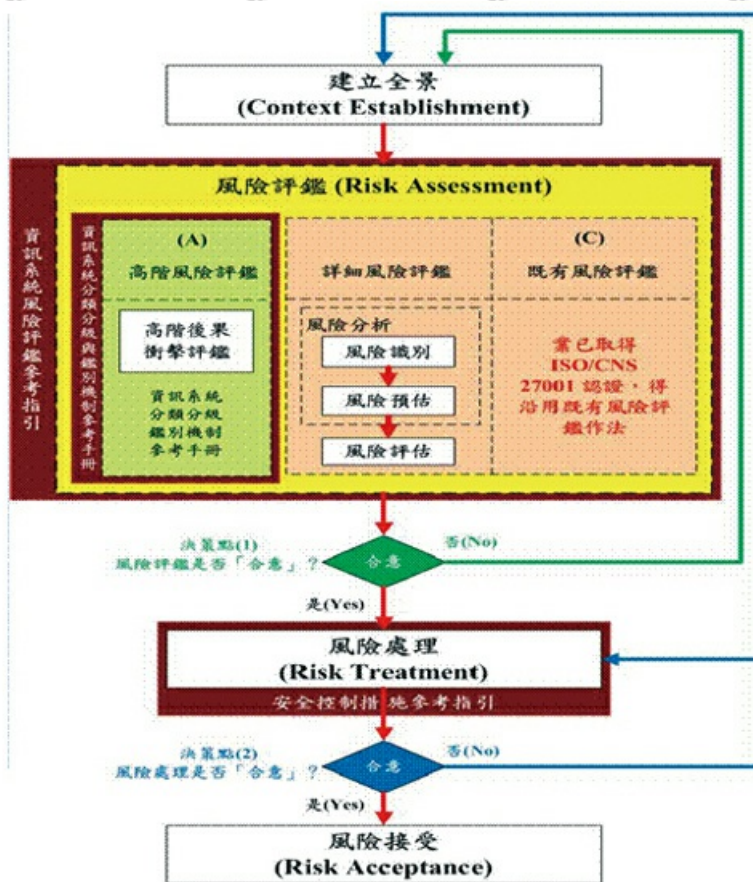 建立全景
(Context Establishment)
風險評鑑 (Risk Assessment)
資訊系統風險評鑑參考指引
資訊系統分類分級與鑑別機制參考手冊
(A)
高階風險評鑑
高階後果
衝擊評鑑
資訊系統
分類分級
鑑別機制
參考手冊
詳細風險評鑑
風險分析
風險識別
風險預估
風險評估
(C)
既有風險評鑑
業已取得
ISO/CNS
27001 認證，得
沿用既有風險評
鑑作法
決策點(1)
風險評鑑是否「合意」？
合意
否(No)
是(Yes)
風險處理
(Risk Treatment)
安全控制措施參考指引
決策點(2)
風險處理是否「合意」？
合意
否(No)
是(Yes)
風險接受
(Risk Acceptance)